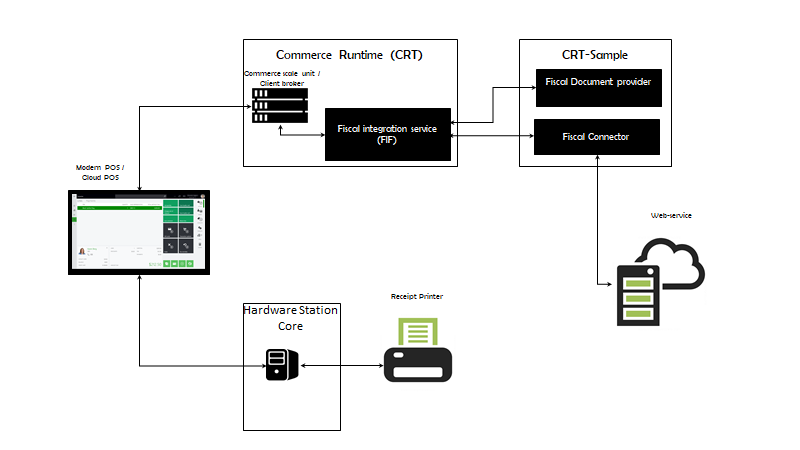 Commerce Runtime (CRT)
Commerce scale unit /
Client broker
Fiscal integration service
(FIF)
CRT-Sample
Fiscal Document provider
Fiscal Connector
Modern POS /
Cloud POS
Web-service
Hardware Station
Core
Receipt Printer